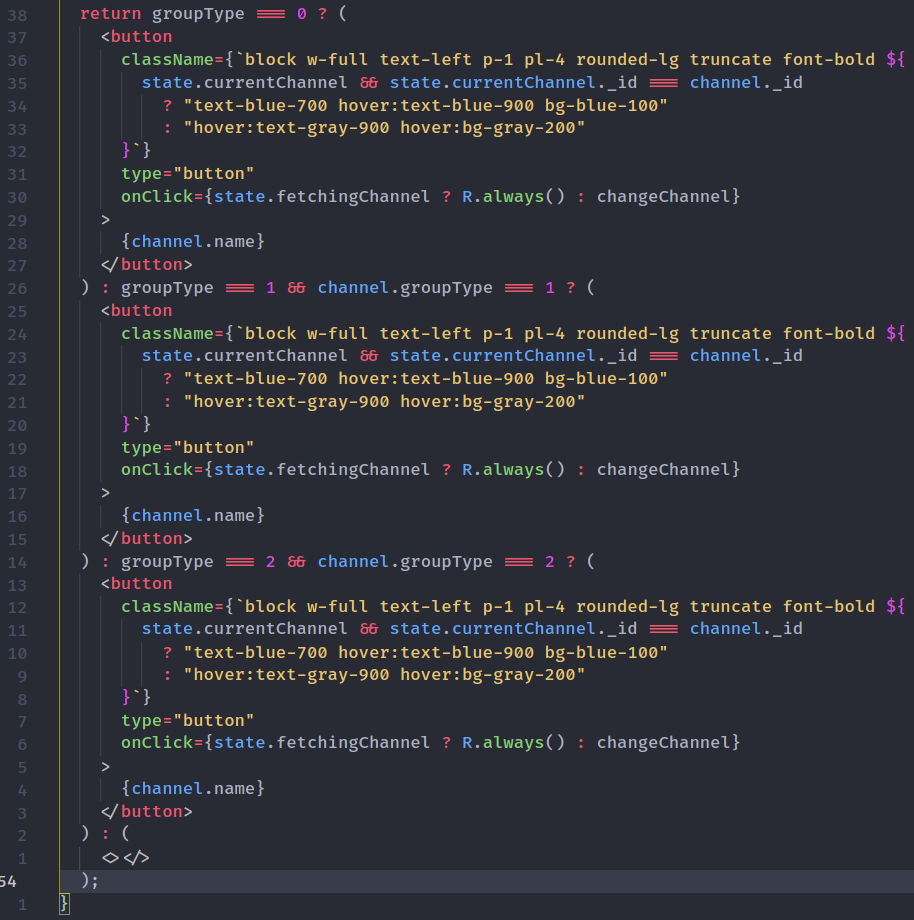 38 return groupType === 0 ? (
37 <button
36 className={`block w-full text-left p-1 pl-4 rounded-lg truncate font-bold ${
35 state.currentChannel && state.currentChannel._id === channel._id
34 ? "text-blue-700 hover:text-blue-900 bg-blue-100"
33 : "hover:text-gray-900 hover:bg-gray-200"
32 }`}
31 type="button"
30 onClick={state.fetchingChannel ? R.always() : changeChannel}
29 >
28 {channel.name}
27 </button>
26 ) : groupType === 1 && channel.groupType === 1 ? (
25 <button
24 className={`block w-full text-left p-1 pl-4 rounded-lg truncate font-bold ${
23 state.currentChannel && state.currentChannel._id === channel._id
22 ? "text-blue-700 hover:text-blue-900 bg-blue-100"
21 : "hover:text-gray-900 hover:bg-gray-200"
20 }`}
19 type="button"
18 onClick={state.fetchingChannel ? R.always() : changeChannel}
17 >
16 {channel.name}
15 </button>
14 ) : groupType === 2 && channel.groupType === 2 ? (
13 <button
12 className={`block w-full text-left p-1 pl-4 rounded-lg truncate font-bold ${
11 state.currentChannel && state.currentChannel._id === channel._id
10 ? "text-blue-700 hover:text-blue-900 bg-blue-100"
9 : "hover:text-gray-900 hover:bg-gray-200"
8 }`}
7 type="button"
6 onClick={state.fetchingChannel ? R.always() : changeChannel}
5 >
4 {channel.name}
3 </button>
2 ) : (
1 <></>
54 );
1 }